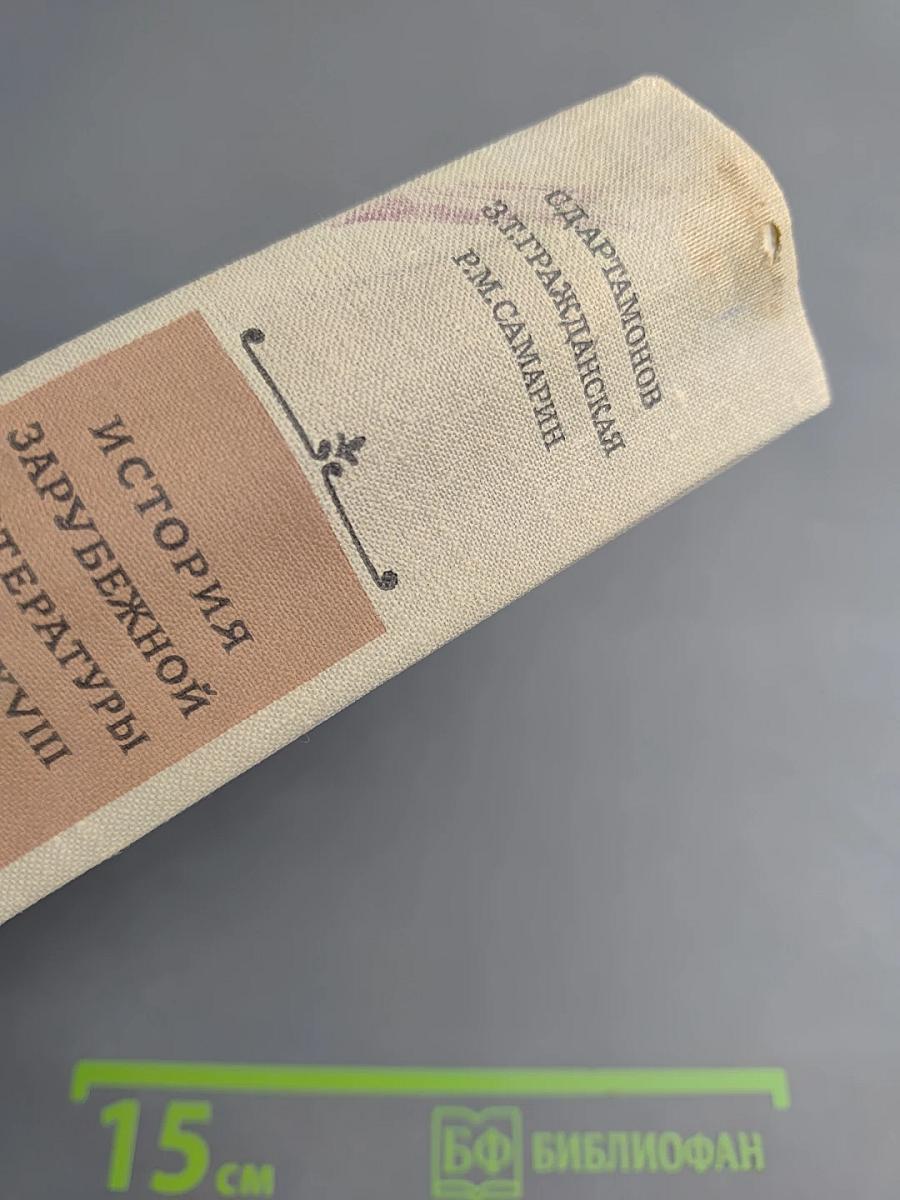 С.Д.АРТАМОНОВ
З.Т.ГРАЖДАНСКАЯ
Р.М.САМАРИН
ИСТОРИЯ
ЗАРУБЕЖНОЙ
ТЕРАТУРЫ
XVIII
15 см
БФ БИБЛИОФАН